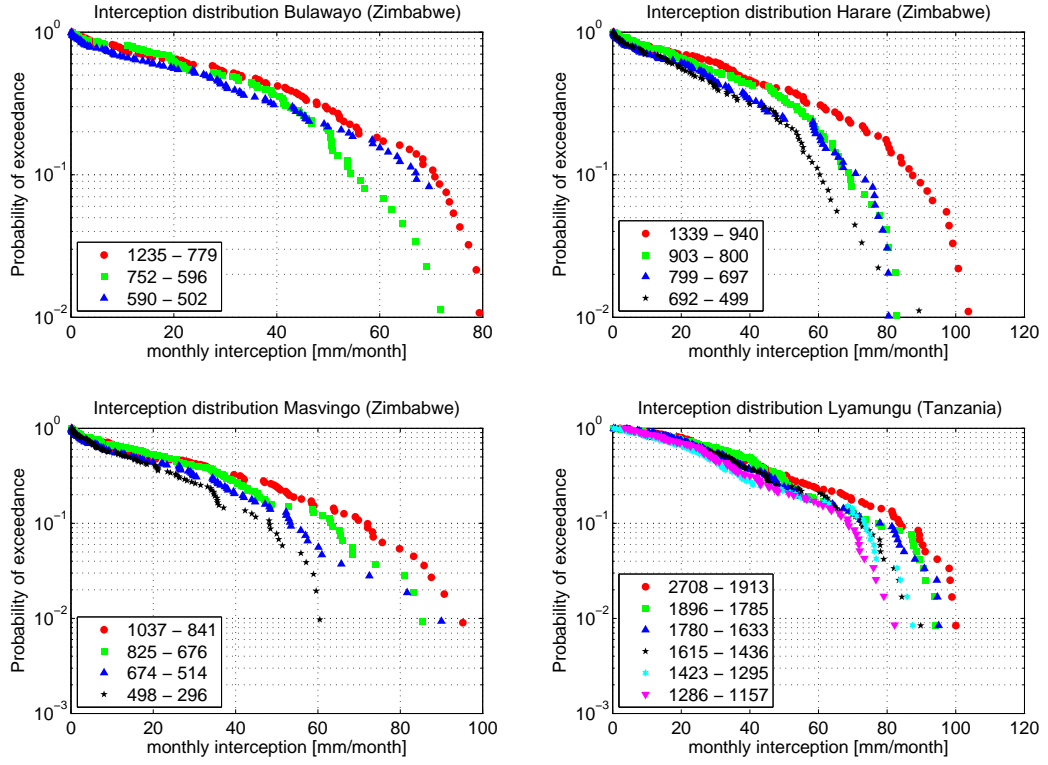 Interception distribution Bulawayo (Zimbabwe)
Probability of exceedance
10^0
10^−1
10^−2
0 20 40 60 80
monthly interception [mm/month]
1235 − 779
752 − 596
590 − 502
Interception distribution Harare (Zimbabwe)
Probability of exceedance
10^0
10^−1
10^−2
0 20 40 60 80 100 120
monthly interception [mm/month]
1339 − 940
903 − 800
799 − 697
692 − 499
Interception distribution Masvingo (Zimbabwe)
Probability of exceedance
10^0
10^−1
10^−2
10^−3
0 20 40 60 80 100
monthly interception [mm/month]
1037 − 841
825 − 676
674 − 514
498 − 296
Interception distribution Lyamungu (Tanzania)
Probability of exceedance
10^0
10^−1
10^−2
10^−3
0 20 40 60 80 100 120
monthly interception [mm/month]
2708 − 1913
1896 − 1785
1780 − 1633
1615 − 1436
1423 − 1295
1286 − 1157